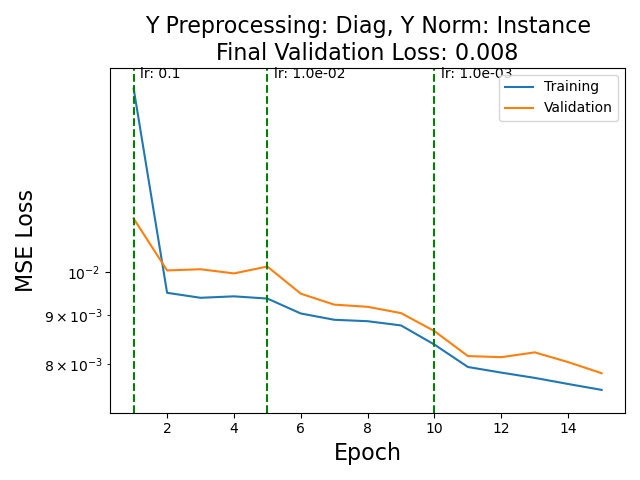 Y Preprocessing: Diag, Y Norm: Instance
Final Validation Loss: 0.008
lr: 0.1
lr: 1.0e-02
lr: 1.0e-03
Training
Validation
MSE Loss
10⁻²
9 × 10⁻³
8 × 10⁻³
2 4 6 8 10 12 14
Epoch